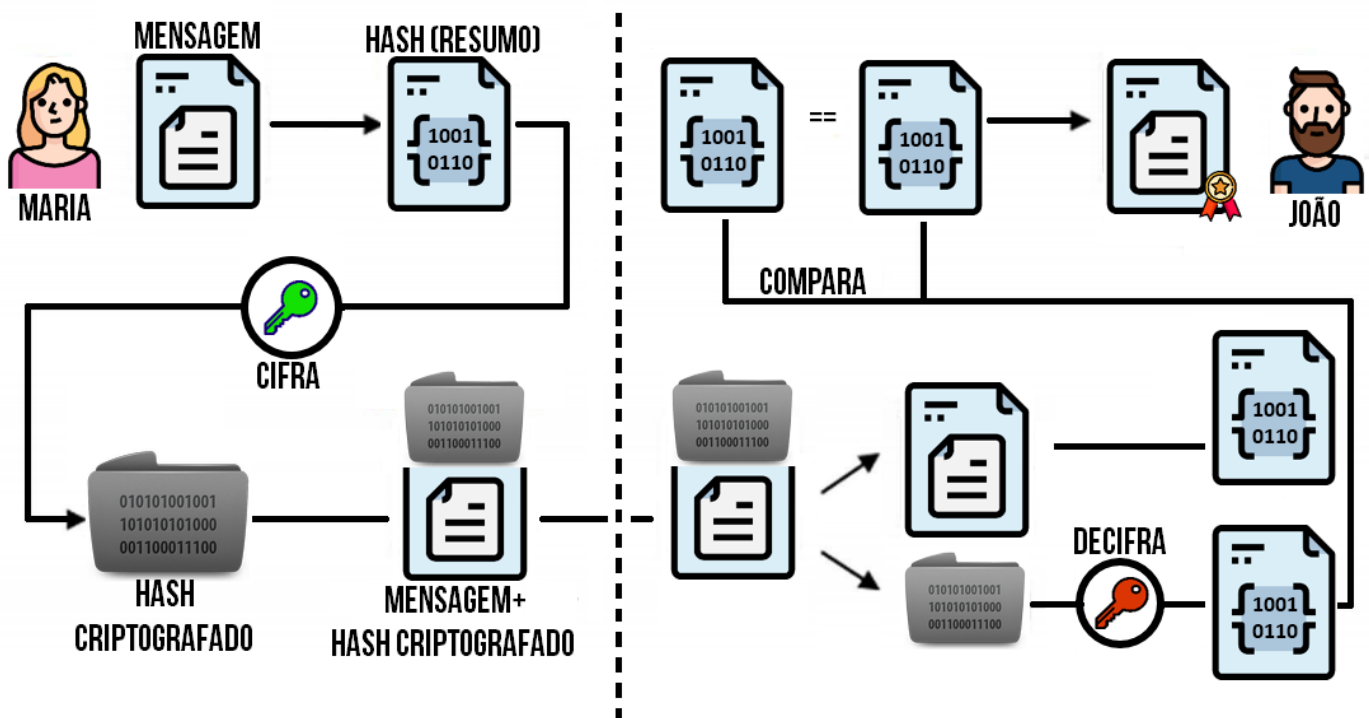 MENSAGEM
HASH (RESUMO)
1001
0110
MARIA
CIFRA
010101001001
101010101000
001100011100
HASH
CRIPTOGRAFADO
010101001001
101010101000
001100011100
MENSAGEM+
HASH CRIPTOGRAFADO
1001
0110
==
1001
0110
JOÃO
COMPARA
010101001001
101010101000
001100011100
1001
0110
DECIFRA
010101001001
101010101000
001100011100
1001
0110